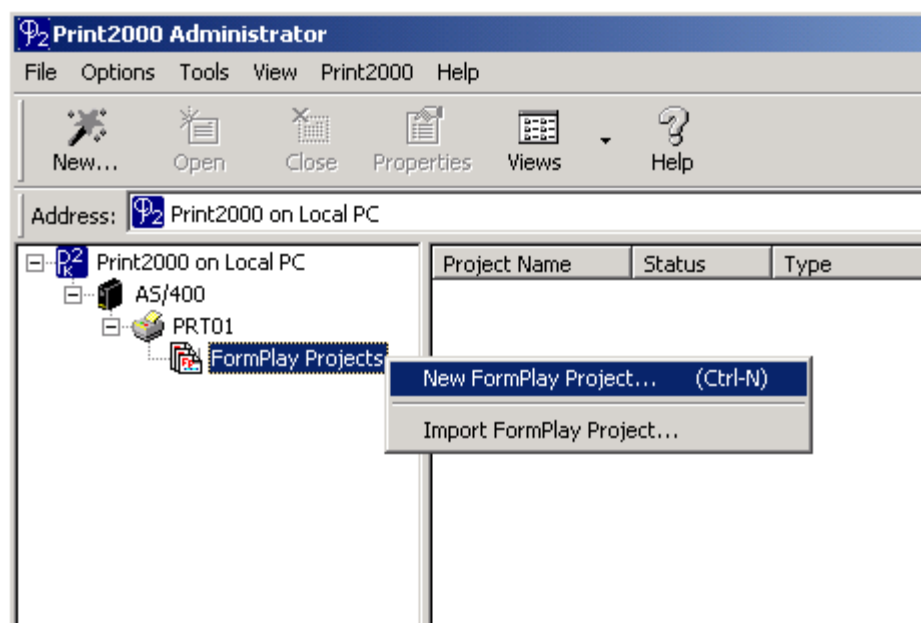 Print2000 Administrator
File Options Tools View Print2000 Help
New... Open Close Properties Views Help
Address: Print2000 on Local PC
Print2000 on Local PC
Project Name Status Type
AS/400
PRT01
FormPlay Projects
New FormPlay Project... (Ctrl-N)
Import FormPlay Project...